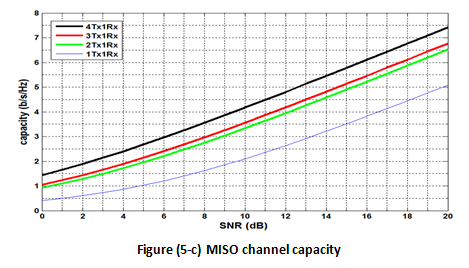 8
7
6
5
4
3
2
1
0
capacity (b/s/Hz)
4Tx1Rx
3Tx1Rx
2Tx1Rx
1Tx1Rx
0 2 4 6 8 10 12 14 16 18 20
SNR (dB)
Figure (5-c) MISO channel capacity